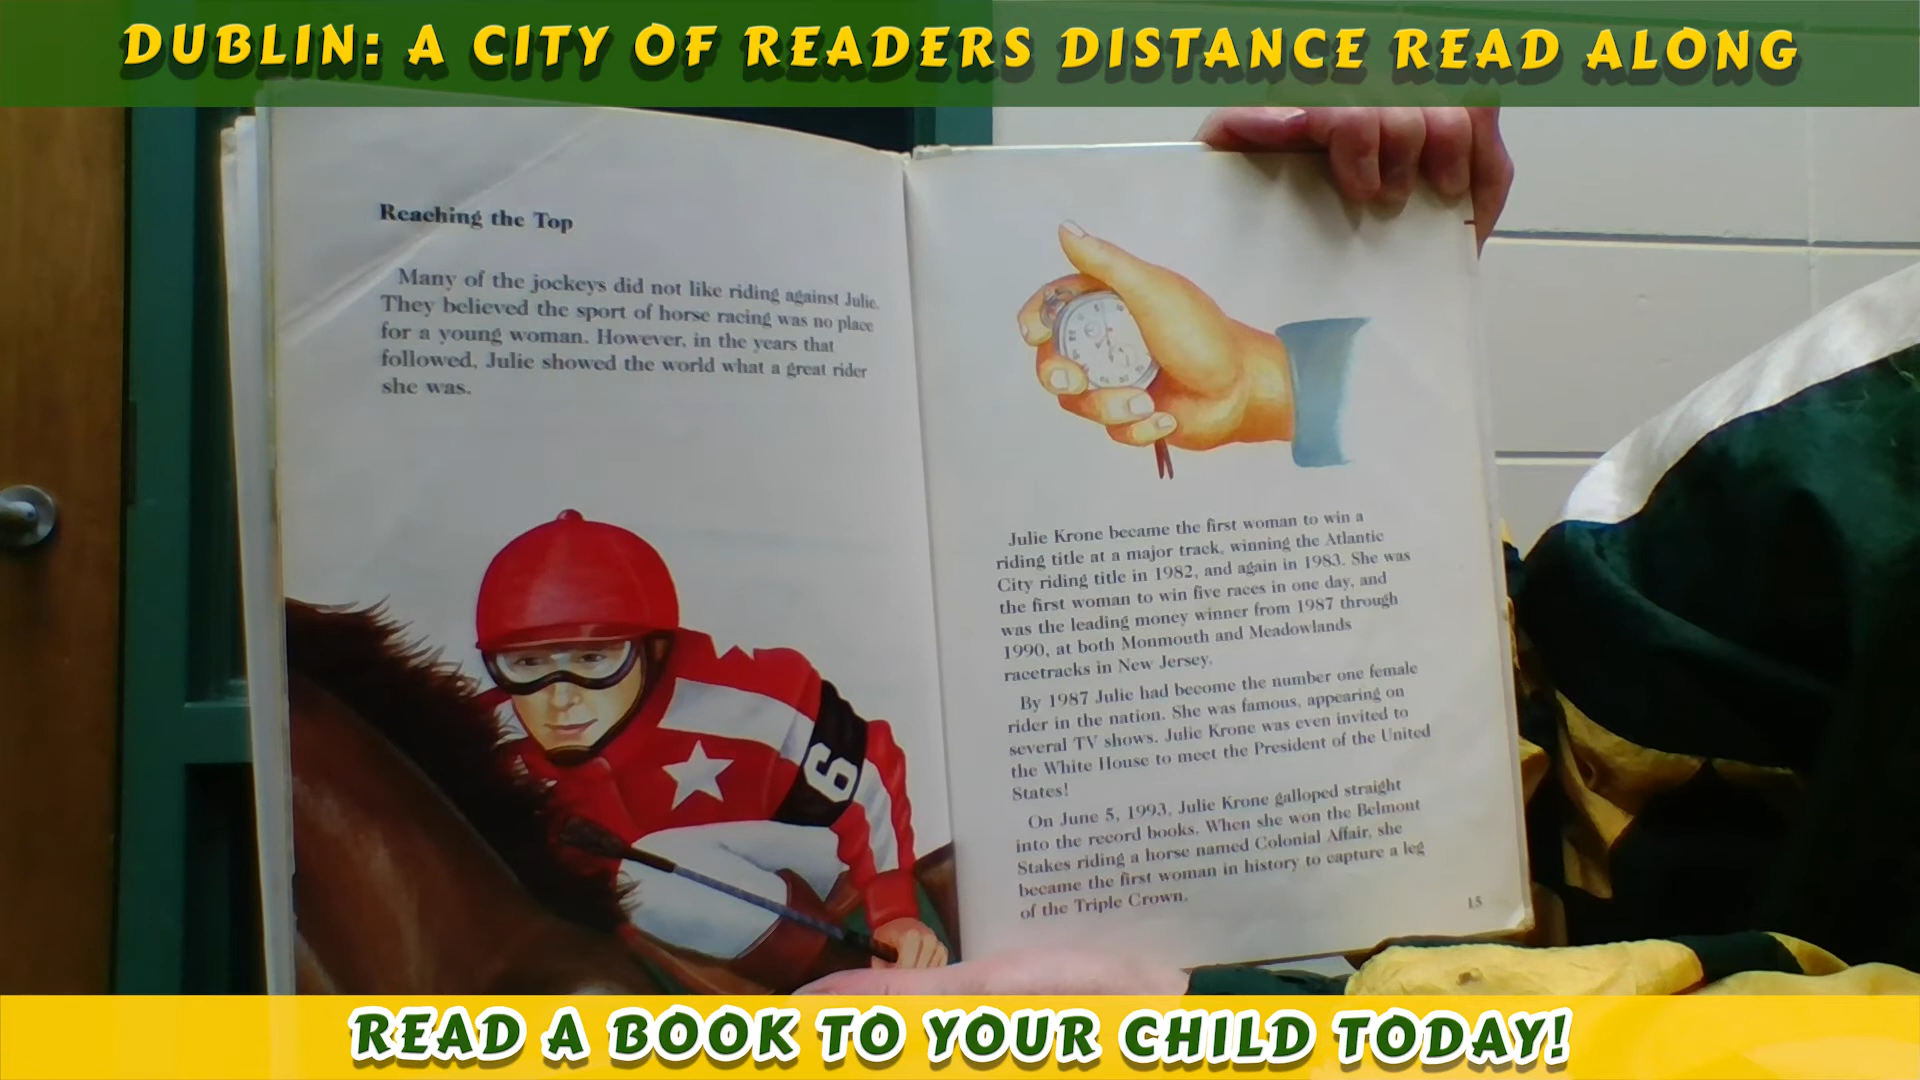 DUBLIN: A CITY OF READERS DISTANCE READ ALONG
Reaching the Top
Many of the jockeys did not like riding against Julie.
They believed the sport of horse racing was no place
for a young woman. However, in the years that
followed, Julie showed the world what a great rider
she was.
6
Julie Krone became the first woman to win a
riding title at a major track, winning the Atlantic
City riding title in 1982, and again in 1983. She was
the first woman to win five races in one day, and
was the leading money winner from 1987 through
1990, at both Monmouth and Meadowlands
racetracks in New Jersey.
By 1987 Julie had become the number one female
rider in the nation. She was famous, appearing on
several TV shows. Julie Krone was even invited to
the White House to meet the President of the United
States!
On June 5, 1993, Julie Krone galloped straight
into the record books. When she won the Belmont
Stakes riding a horse named Colonial Affair, she
became the first woman in history to capture a leg
of the Triple Crown.
15
READ A BOOK TO YOUR CHILD TODAY!